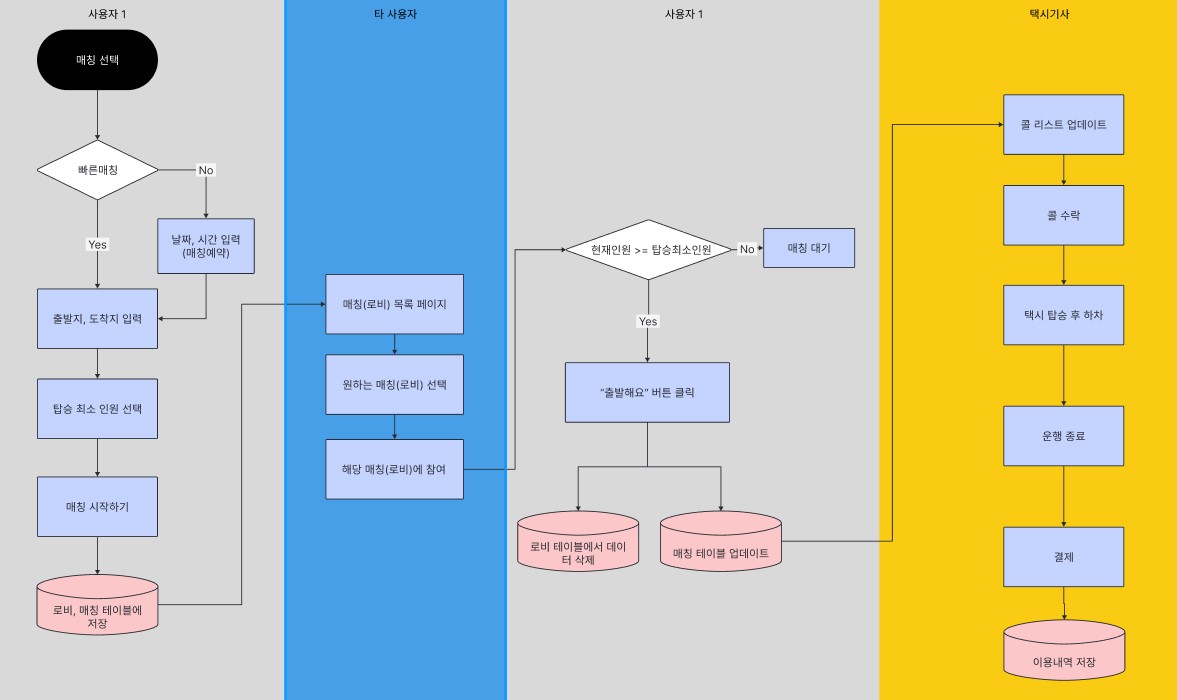 사용자 1
매칭 선택
빠른매칭
No
Yes
날짜, 시간 입력
(매칭예약)
출발지, 도착지 입력
탑승 최소 인원 선택
매칭 시작하기
로비, 매칭 테이블에
저장
타 사용자
매칭(로비) 목록 페이지
원하는 매칭(로비) 선택
해당 매칭(로비)에 참여
사용자 1
현재인원 >= 탑승최소인원
No
매칭 대기
Yes
“출발해요” 버튼 클릭
로비 테이블에서 데이
터 삭제
매칭 테이블 업데이트
택시기사
콜 리스트 업데이트
콜 수락
택시 탑승 후 하차
운행 종료
결제
이용내역 저장